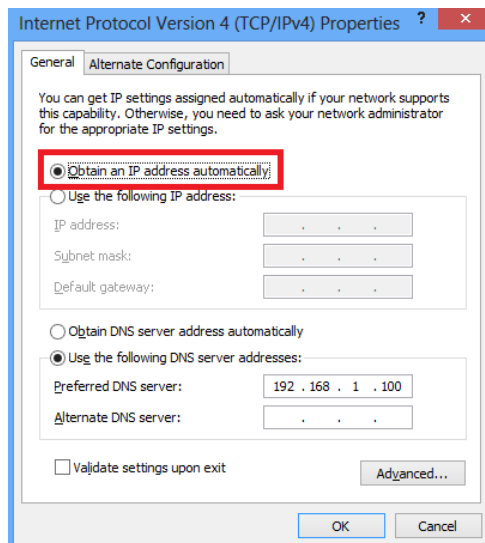 Internet Protocol Version 4 (TCP/IPv4) Properties ? ×
General Alternate Configuration
You can get IP settings assigned automatically if your network supports
this capability. Otherwise, you need to ask your network administrator
for the appropriate IP settings.
Obtain an IP address automatically
Use the following IP address:
IP address: . . .
Subnet mask: . . .
Default gateway: . . .
Obtain DNS server address automatically
Use the following DNS server addresses:
Preferred DNS server: 192 . 168 . 1 . 100
Alternate DNS server: . . .
Validate settings upon exit
Advanced...
OK Cancel